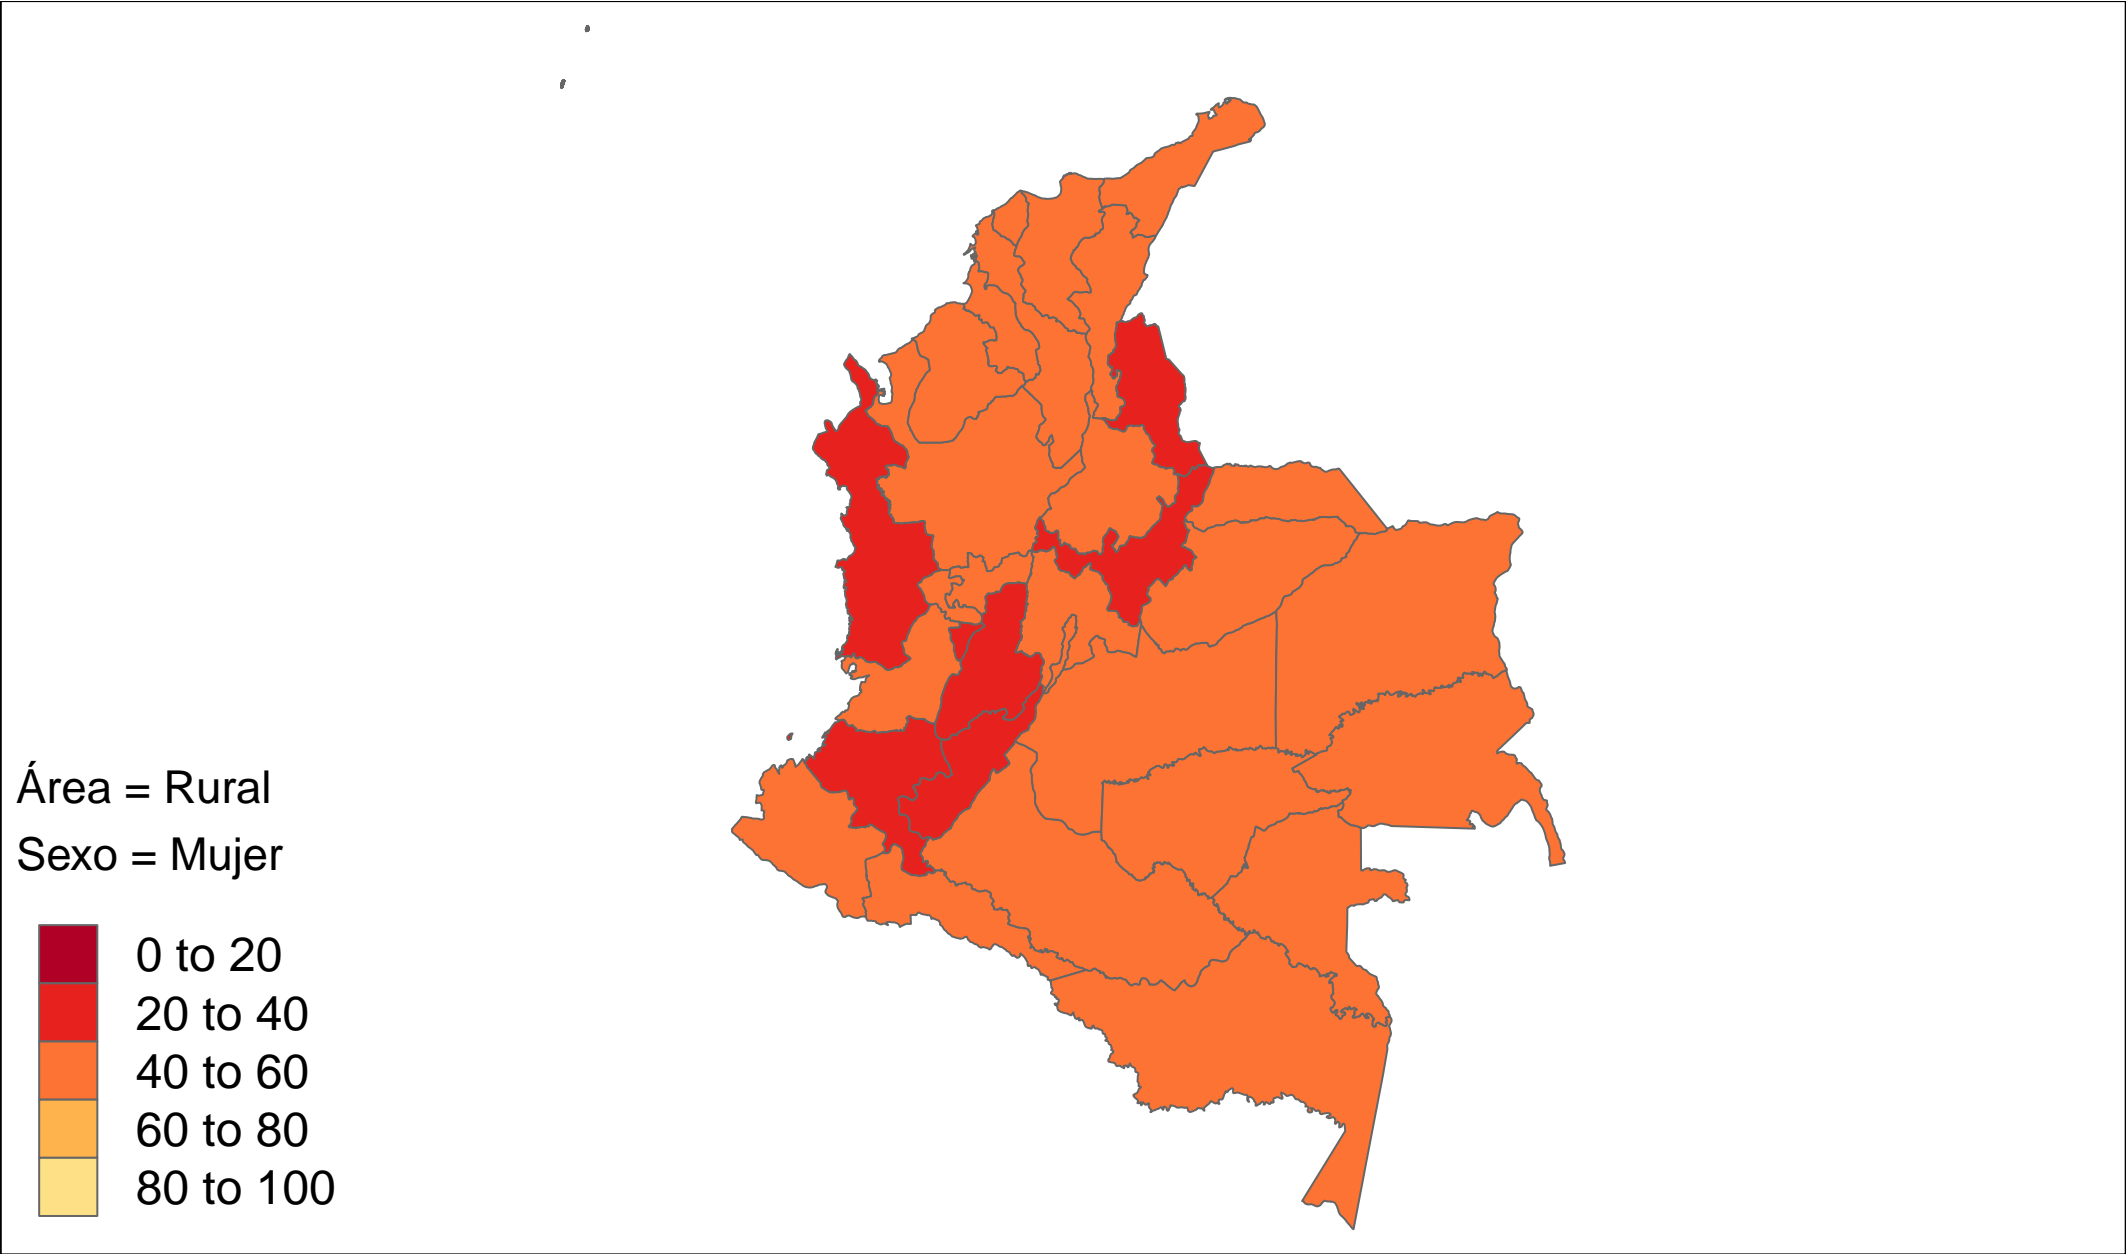 Área = Rural
Sexo = Mujer
0 to 20
20 to 40
40 to 60
60 to 80
80 to 100